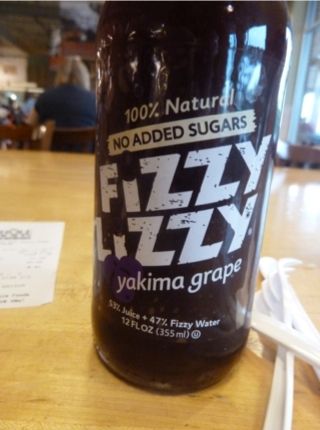 100% Natural
NO ADDED SUGARS
FiZZY
LiZZY
yakima grape
53% Juice + 47% Fizzy Water
12 FL OZ (355 ml) U